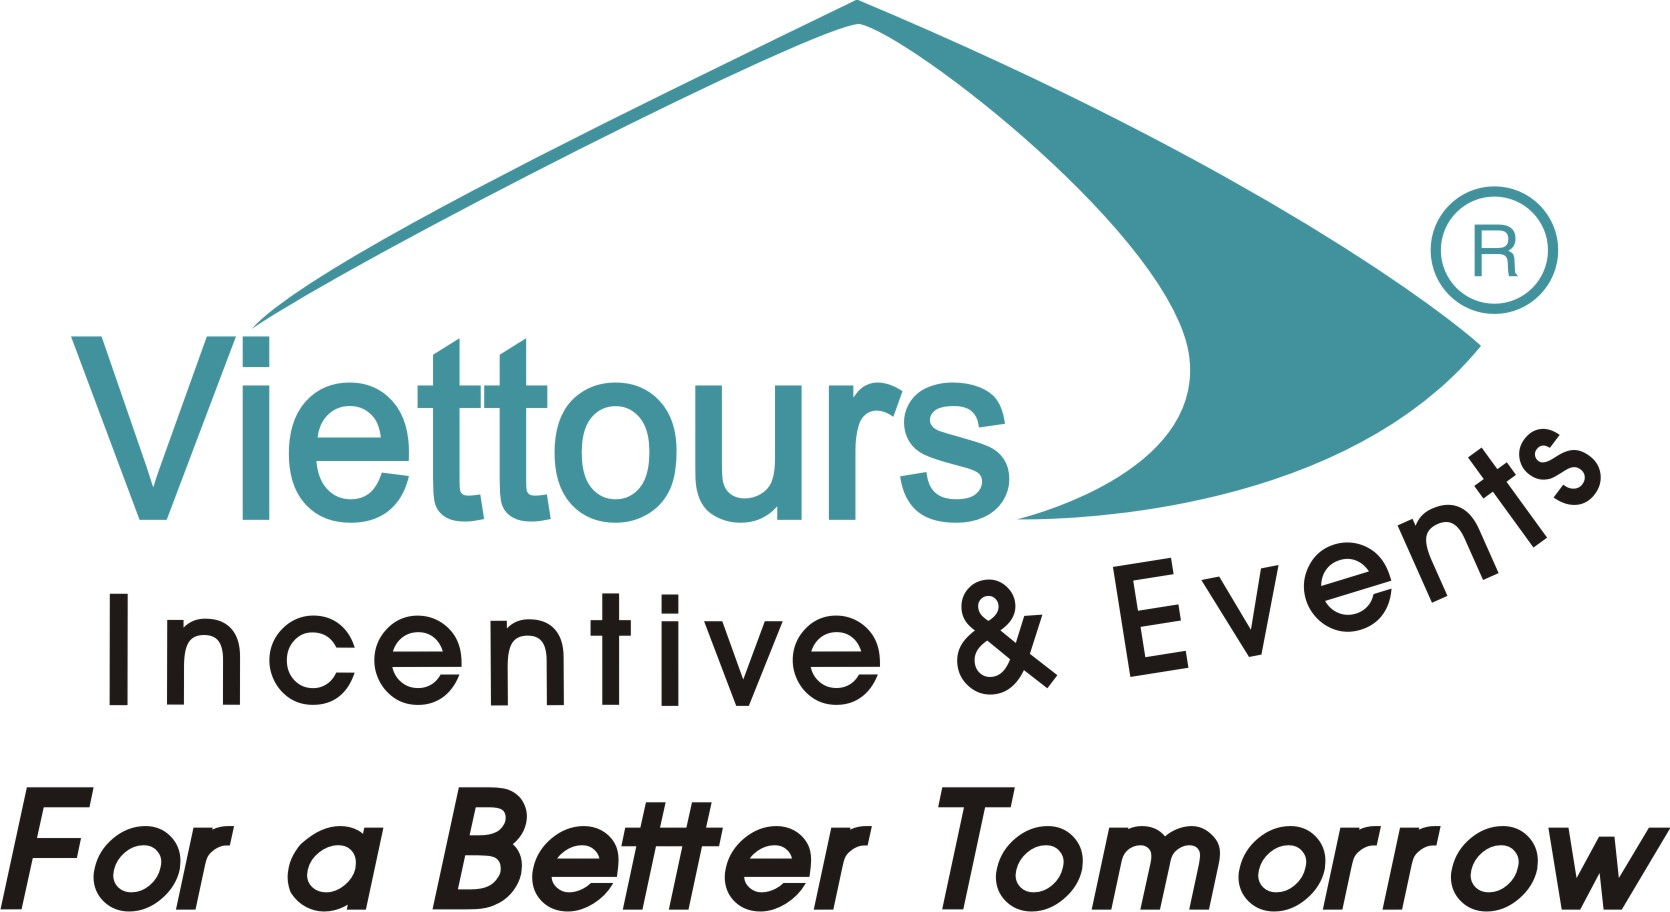 ®
Viettours
Incentive & Events
For a Better Tomorrow